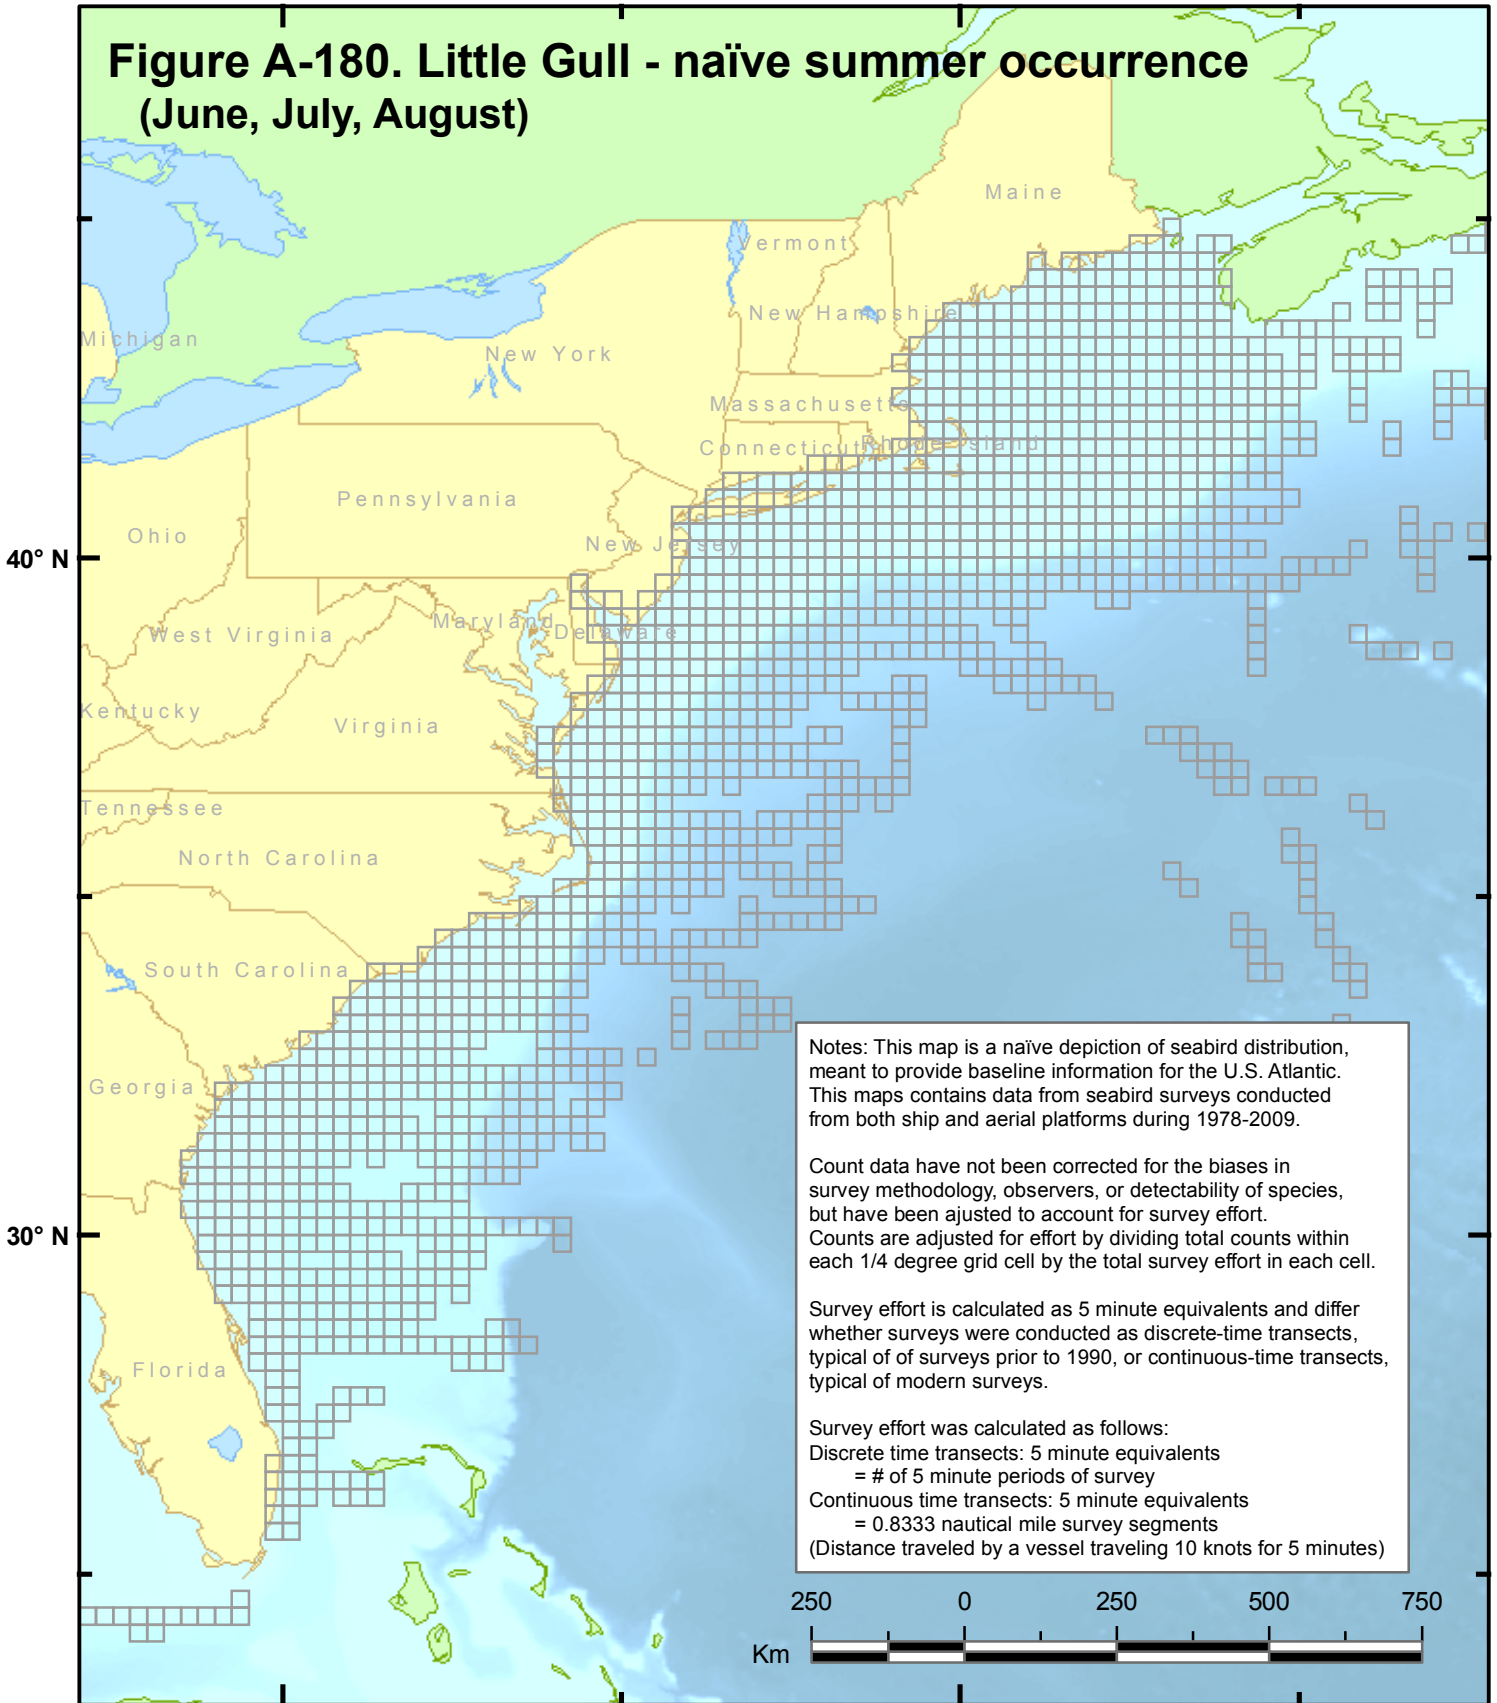 Figure A-180. Little Gull - naïve summer occurrence
(June, July, August)
Maine
Vermont
New Hampshire
Michigan
New York
Massachusetts
Connecticut
Rhode Island
Pennsylvania
Ohio
New Jersey
40° N
West Virginia
Maryland
Delaware
Kentucky
Virginia
Tennessee
North Carolina
South Carolina
Georgia
30° N
Florida
Notes: This map is a naïve depiction of seabird distribution,
meant to provide baseline information for the U.S. Atlantic.
This maps contains data from seabird surveys conducted
from both ship and aerial platforms during 1978-2009.
Count data have not been corrected for the biases in
survey methodology, observers, or detectability of species,
but have been ajusted to account for survey effort.
Counts are adjusted for effort by dividing total counts within
each 1/4 degree grid cell by the total survey effort in each cell.
Survey effort is calculated as 5 minute equivalents and differ
whether surveys were conducted as discrete-time transects,
typical of of surveys prior to 1990, or continuous-time transects,
typical of modern surveys.
Survey effort was calculated as follows:
Discrete time transects: 5 minute equivalents
= # of 5 minute periods of survey
Continuous time transects: 5 minute equivalents
= 0.8333 nautical mile survey segments
(Distance traveled by a vessel traveling 10 knots for 5 minutes)
250 0 250 500 750
Km